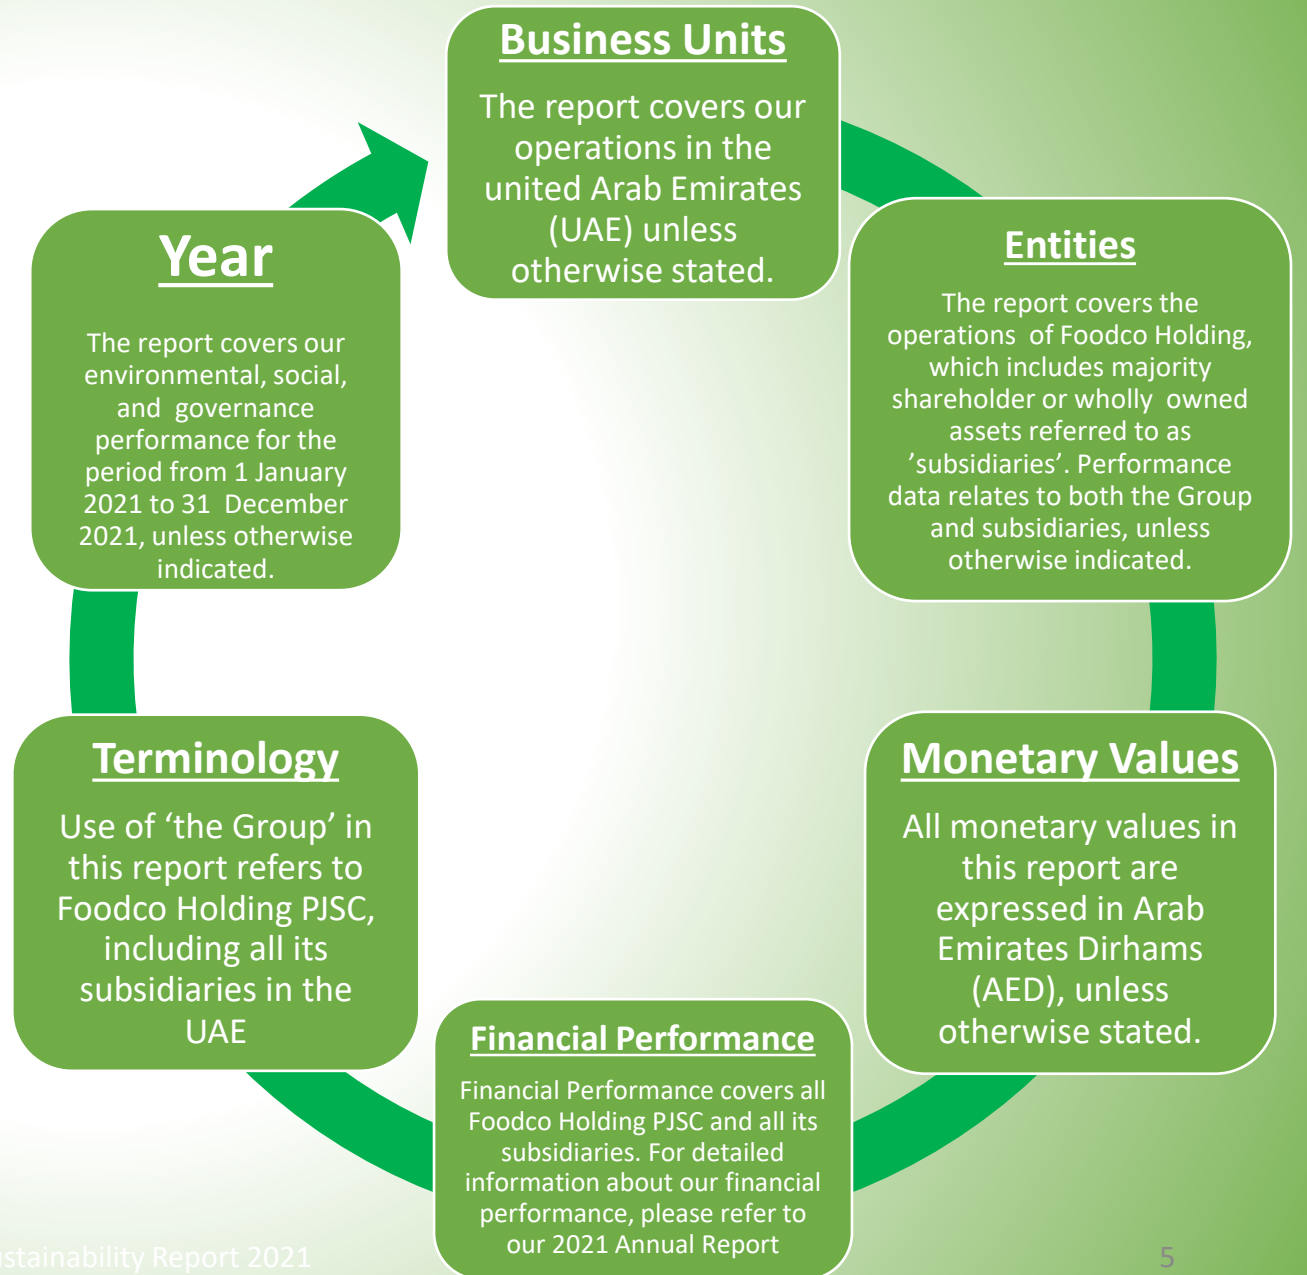 Business Units
The report covers our
operations in the
united Arab Emirates
(UAE) unless
otherwise stated.
Entities
The report covers the
operations of Foodco Holding,
which includes majority
shareholder or wholly owned
assets referred to as
’subsidiaries’. Performance
data relates to both the Group
and subsidiaries, unless
otherwise indicated.
Monetary Values
All monetary values in
this report are
expressed in Arab
Emirates Dirhams
(AED), unless
otherwise stated.
Financial Performance
Financial Performance covers all
Foodco Holding PJSC and all its
subsidiaries. For detailed
information about our financial
performance, please refer to
our 2021 Annual Report
Terminology
Use of ‘the Group’ in
this report refers to
Foodco Holding PJSC,
including all its
subsidiaries in the
UAE
Year
The report covers our
environmental, social,
and governance
performance for the
period from 1 January
2021 to 31 December
2021, unless otherwise
indicated.
ustainability Report 2021
5